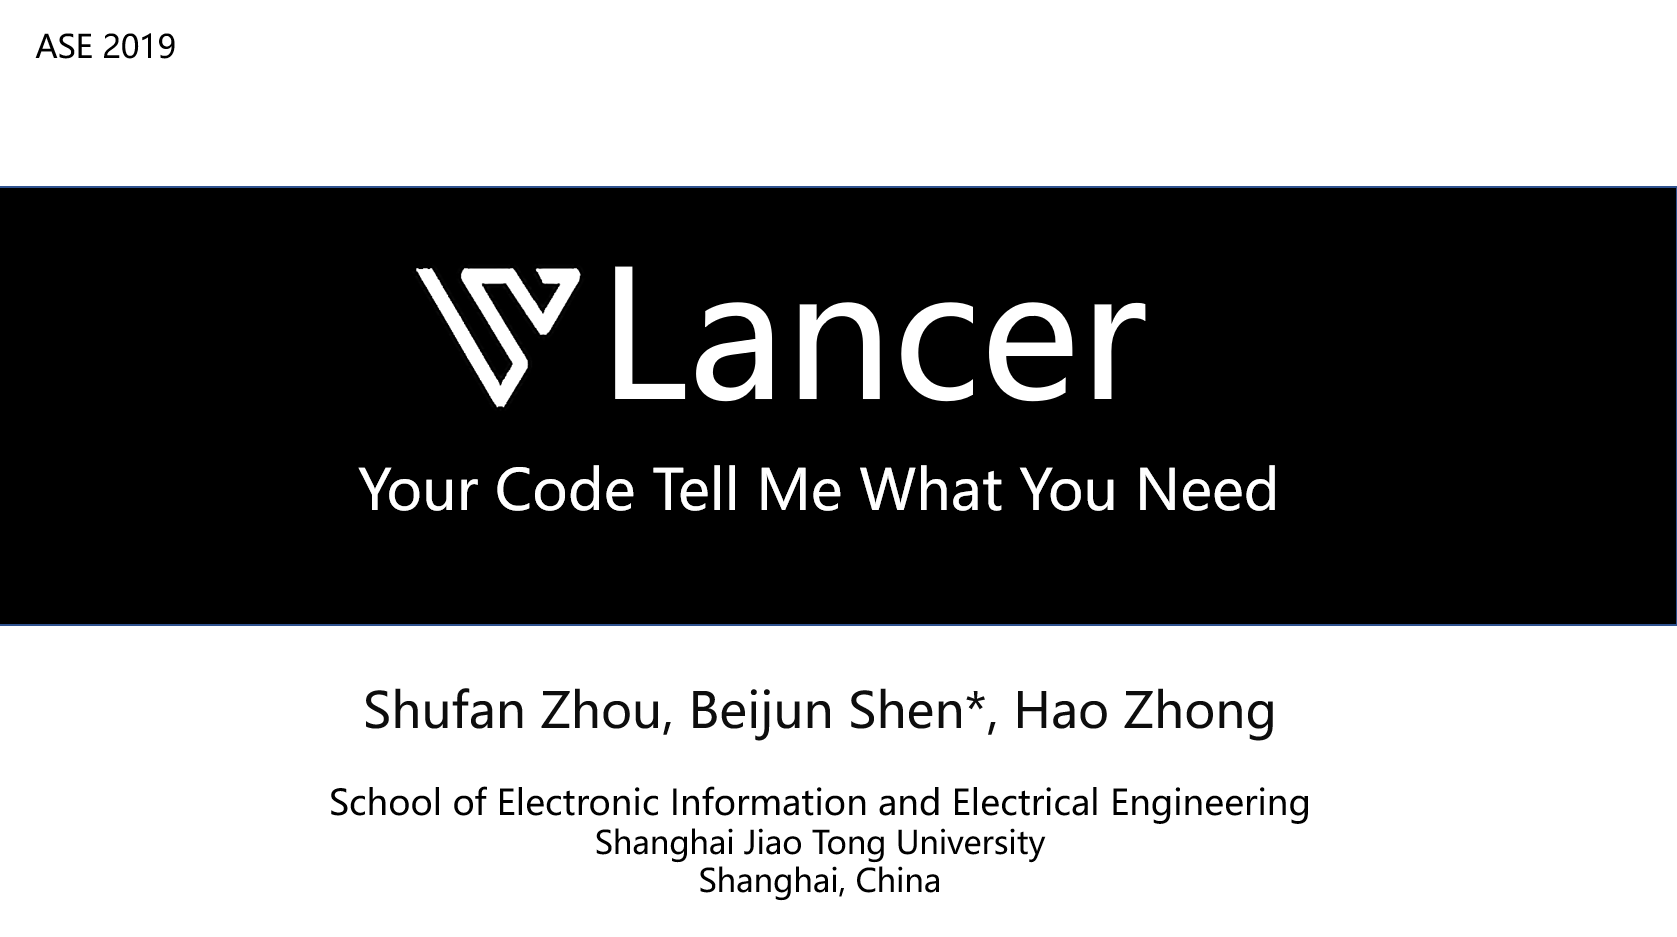 ASE 2019
Lancer
Your Code Tell Me What You Need
Shufan Zhou, Beijun Shen*, Hao Zhong
School of Electronic Information and Electrical Engineering
Shanghai Jiao Tong University
Shanghai, China